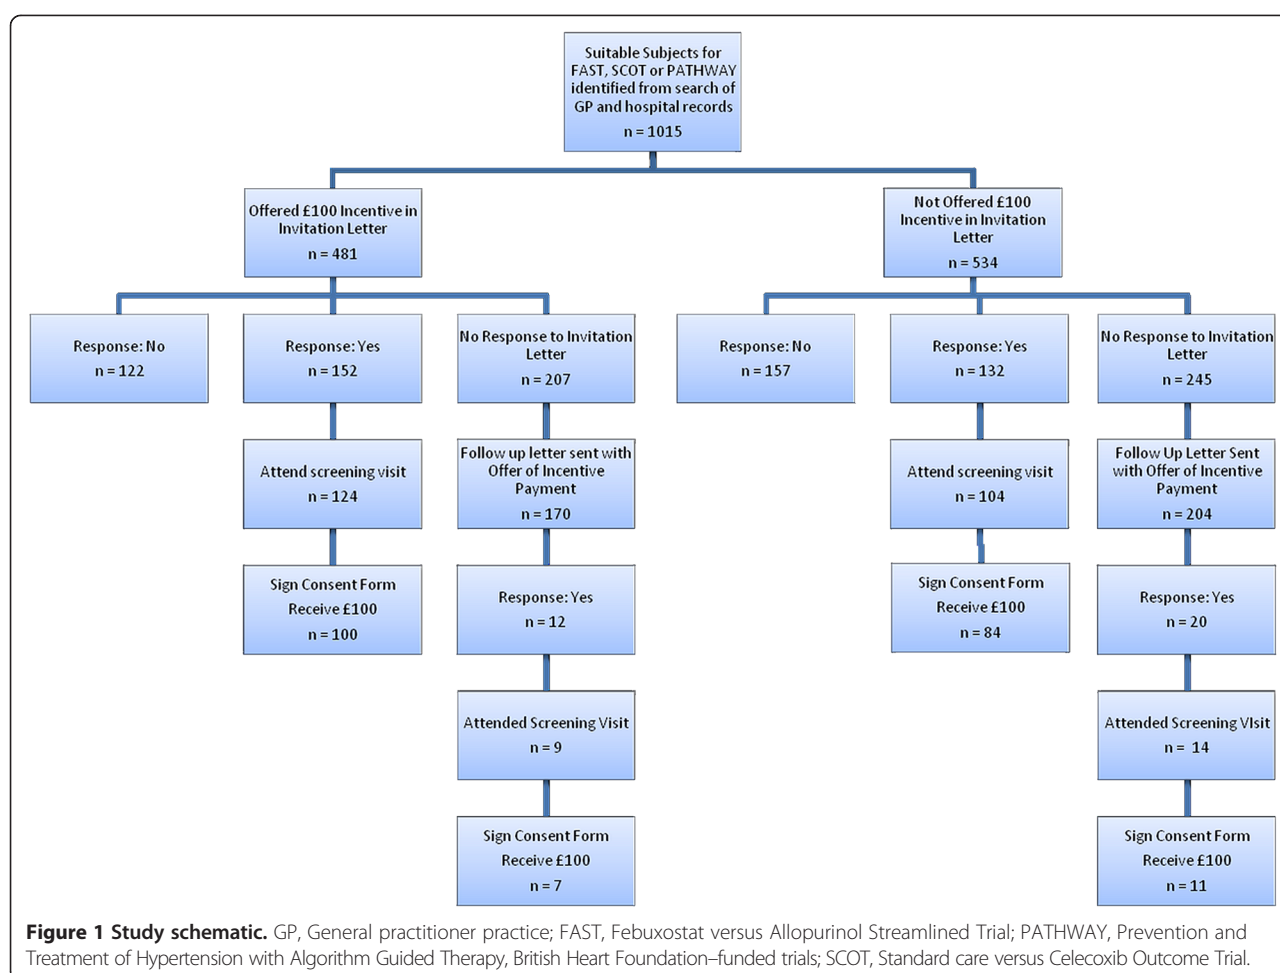 Suitable Subjects for
FAST, SCOT or PATHWAY
identified from search of
GP and hospital records
n = 1015
Offered £100 Incentive in
Invitation Letter
n = 481
Not Offered £100
Incentive in Invitation
Letter
n = 534
Response: No
n = 122
Response: Yes
n = 152
No Response to Invitation
Letter
n = 207
Response: No
n = 157
Response: Yes
n = 132
No Response to Invitation
Letter
n = 245
Attend screening visit
n = 124
Follow up letter sent with
Offer of Incentive
Payment
n = 170
Attend screening visit
n = 104
Follow Up Letter Sent
with Offer of Incentive
Payment
n = 204
Sign Consent Form
Receive £100
n = 100
Response: Yes
n = 12
Sign Consent Form
Receive £100
n = 84
Response: Yes
n = 20
Attended Screening Visit
n = 9
Attended Screening VIsit
n = 14
Sign Consent Form
Receive £100
n = 7
Sign Consent Form
Receive £100
n = 11
Figure 1 Study schematic. GP, General practitioner practice; FAST, Febuxostat versus Allopurinol Streamlined Trial; PATHWAY, Prevention and
Treatment of Hypertension with Algorithm Guided Therapy, British Heart Foundation–funded trials; SCOT, Standard care versus Celecoxib Outcome Trial.